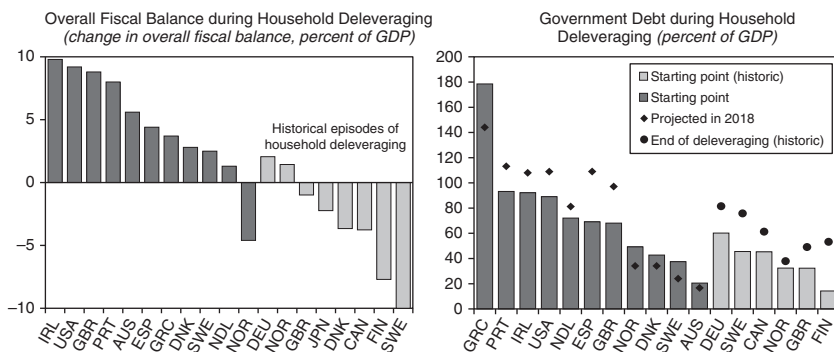 Overall Fiscal Balance during Household Deleveraging
(change in overall fiscal balance, percent of GDP)
10
5
0
–5
–10
Historical episodes of
household deleveraging
IRL
USA
GBR
PRT
AUS
ESP
GRC
DNK
SWE
NDL
NOR
DEU
NOR
GBR
JPN
DNK
CAN
FIN
SWE
Government Debt during Household
Deleveraging (percent of GDP)
200
180
160
140
120
100
80
60
40
20
0
Starting point (historic)
Starting point
Projected in 2018
End of deleveraging (historic)
GRC
PRT
IRL
USA
NDL
ESP
GBR
NOR
DNK
SWE
AUS
DEU
SWE
CAN
NOR
GBR
FIN